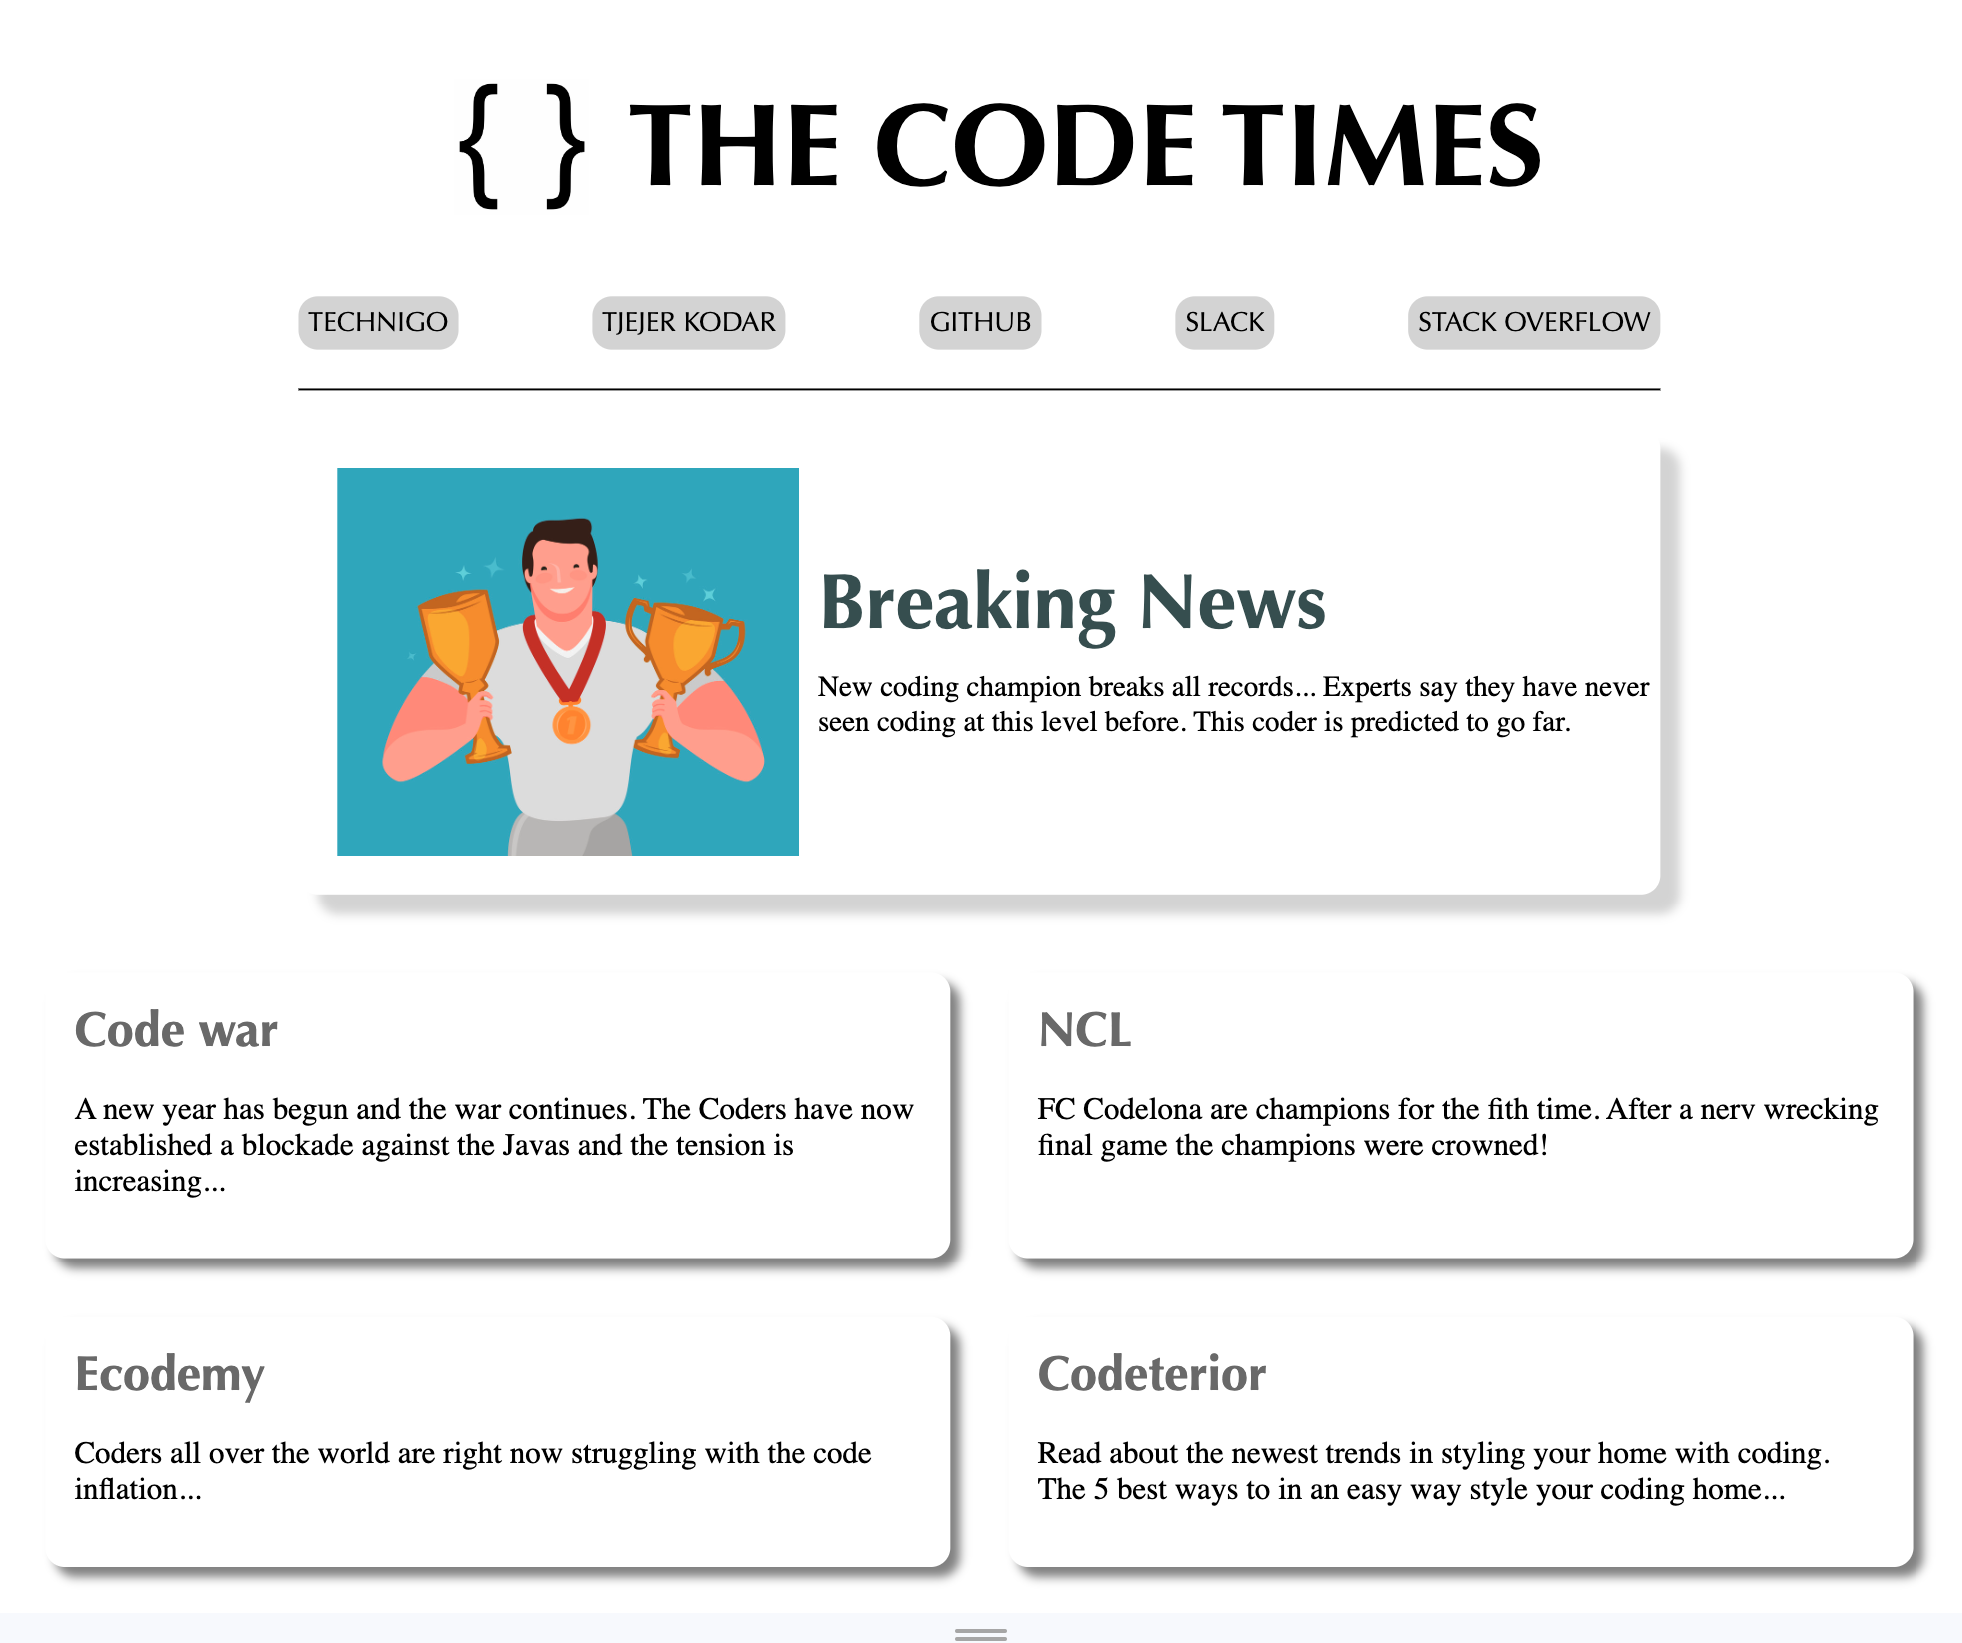 { } THE CODE TIMES
TECHNIGO TJEJER KODAR GITHUB SLACK STACK OVERFLOW
Breaking News
New coding champion breaks all records... Experts say they have never
seen coding at this level before. This coder is predicted to go far.
Code war
A new year has begun and the war continues. The Coders have now
established a blockade against the Javas and the tension is
increasing...
NCL
FC Codelona are champions for the fith time. After a nerv wrecking
final game the champions were crowned!
Ecodemy
Coders all over the world are right now struggling with the code
inflation...
Codeterior
Read about the newest trends in styling your home with coding.
The 5 best ways to in an easy way style your coding home...